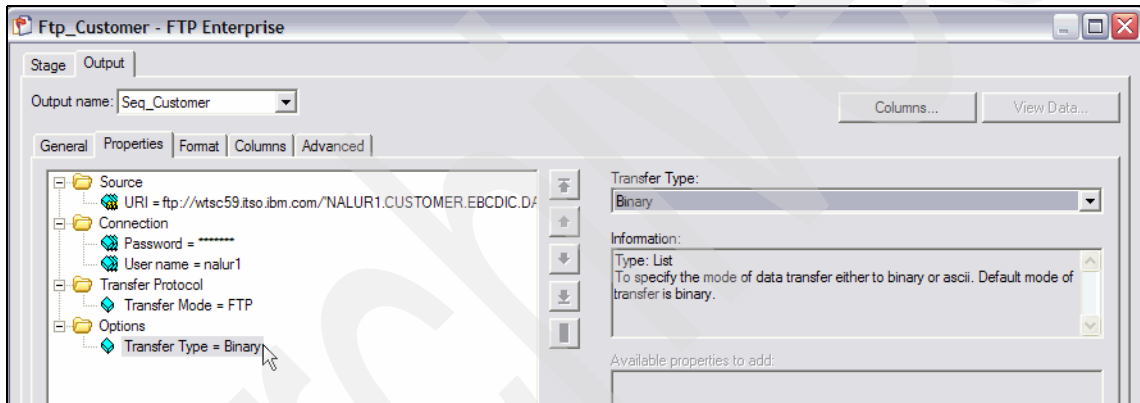 Ftp_Customer - FTP Enterprise
Stage Output
Output name: Seq_Customer
Columns... View Data...
General Properties Format Columns Advanced
Source
URI = ftp://wtsc59.itso.ibm.com/'NALUR1.CUSTOMER.EBCDIC.DA
Connection
Password = *******
User name = nalur1
Transfer Protocol
Transfer Mode = FTP
Options
Transfer Type = Binary
Transfer Type:
Binary
Information:
Type: List
To specify the mode of data transfer either to binary or ascii. Default mode of
transfer is binary.
Available properties to add: